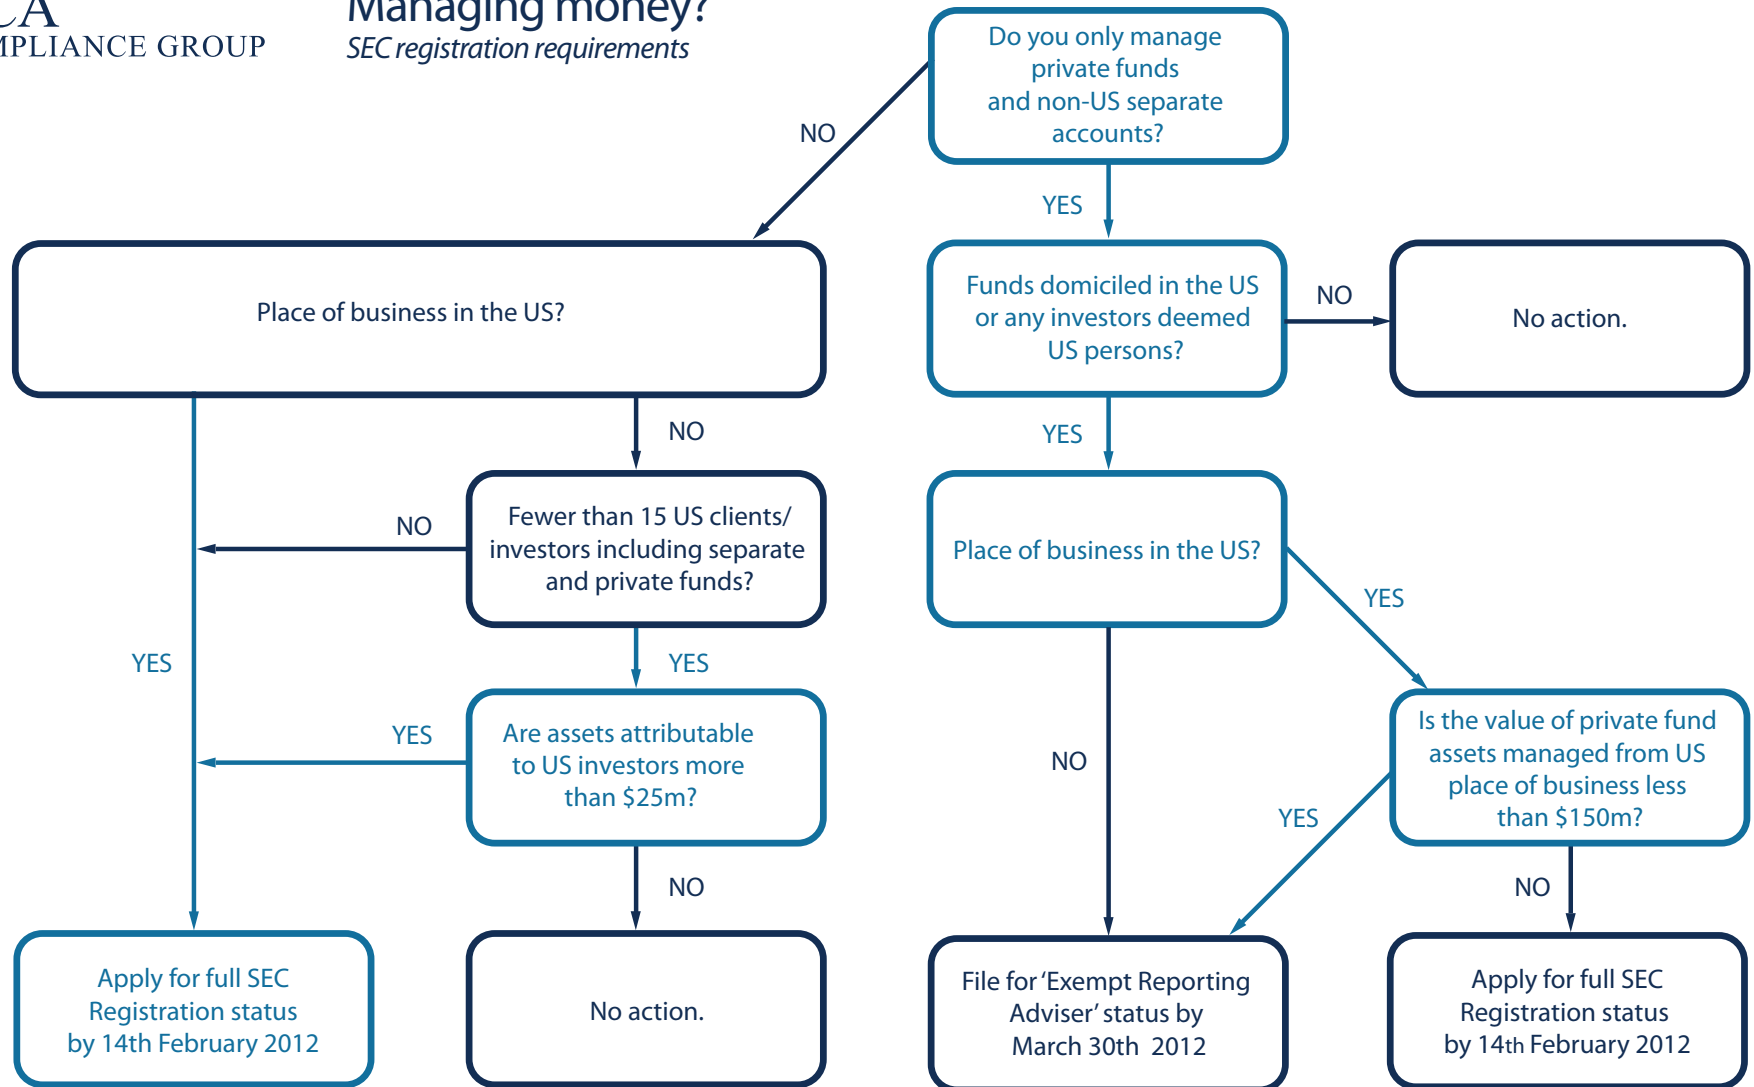 COMPLIANCE GROUP
Managing money?
SEC registration requirements
Do you only manage
private funds
and non-US separate
accounts?
NO
YES
Place of business in the US?
Funds domiciled in the US
or any investors deemed
US persons?
NO
No action.
NO
YES
Fewer than 15 US clients/
investors including separate
and private funds?
NO
Place of business in the US?
YES
YES
YES
Are assets attributable
to US investors more
than $25m?
YES
NO
Is the value of private fund
assets managed from US
place of business less
than $150m?
YES
NO
NO
Apply for full SEC
Registration status
by 14th February 2012
No action.
File for ‘Exempt Reporting
Adviser’ status by
March 30th 2012
Apply for full SEC
Registration status
by 14th February 2012